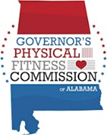 GOVERNOR'S
PHYSICAL
FITNESS
COMMISSION
OF ALABAMA